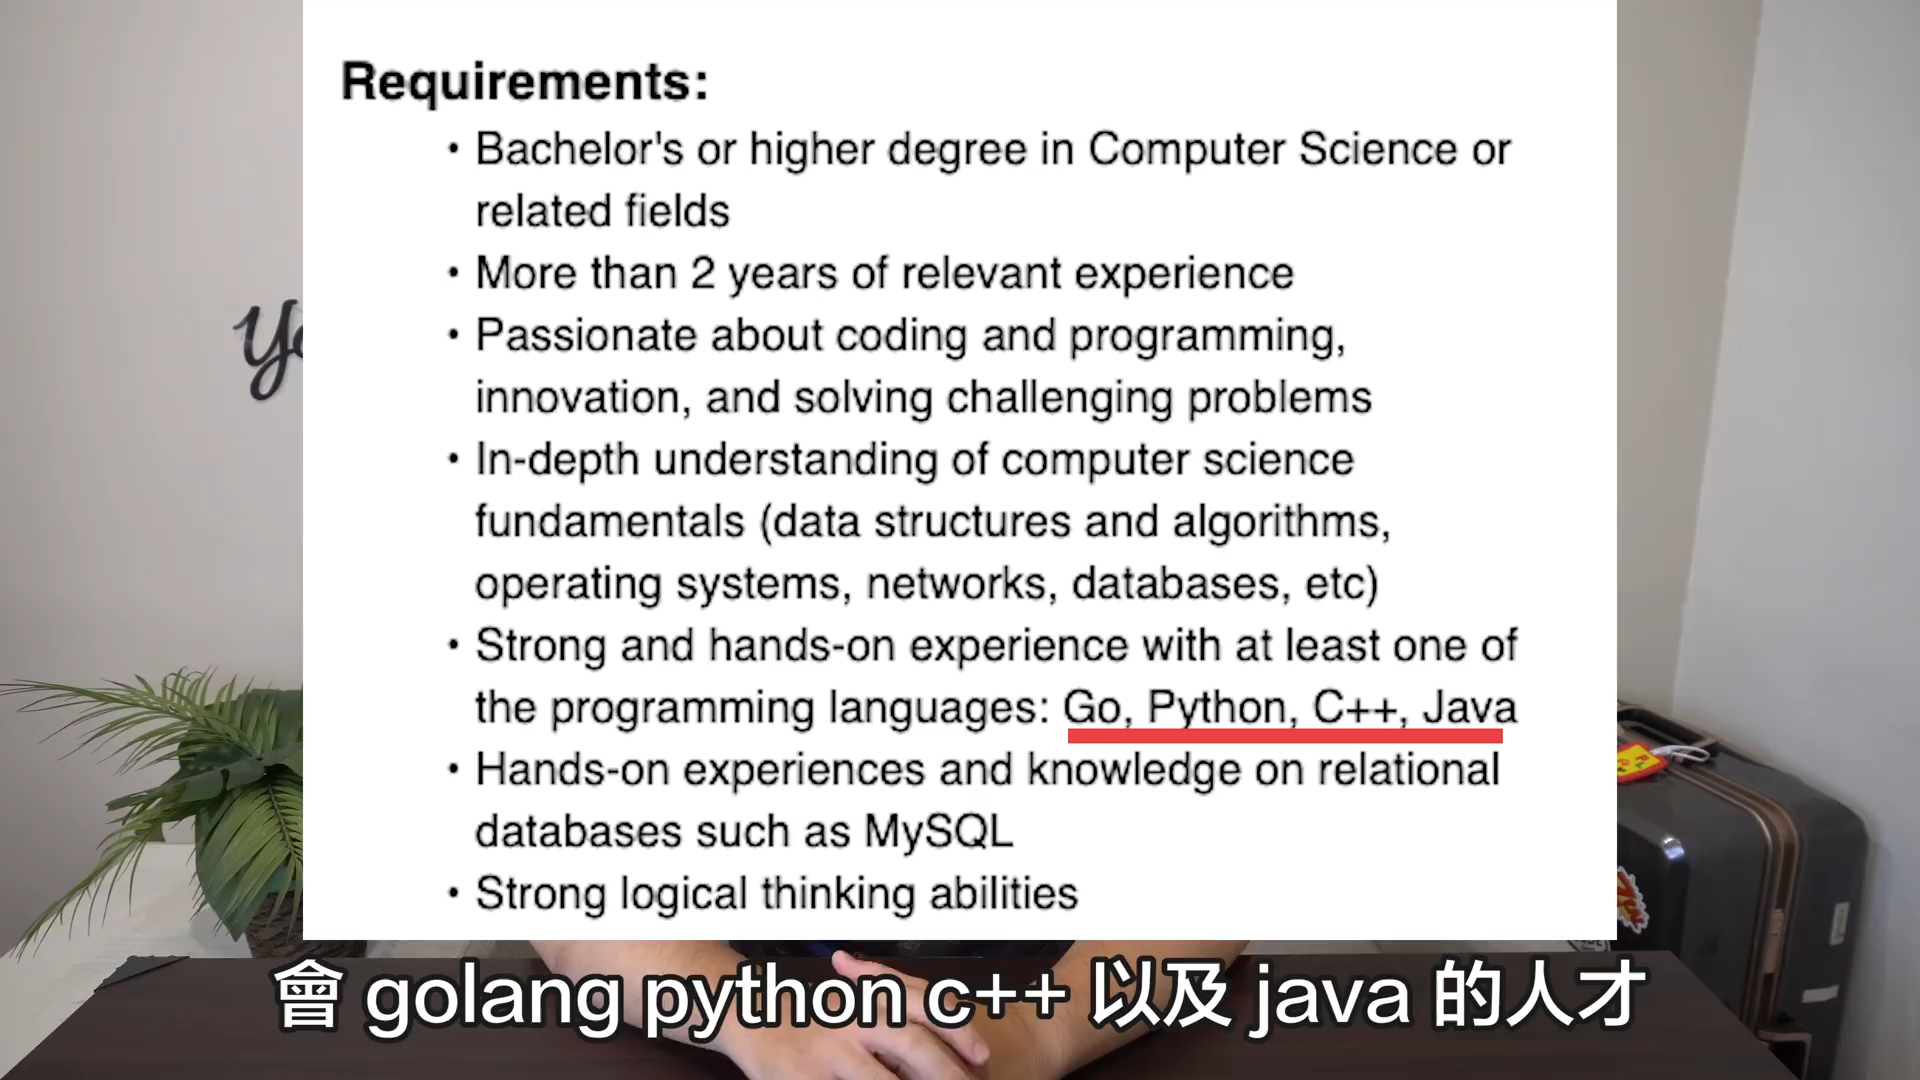 Requirements:
• Bachelor's or higher degree in Computer Science or
related fields
• More than 2 years of relevant experience
• Passionate about coding and programming,
innovation, and solving challenging problems
• In-depth understanding of computer science
fundamentals (data structures and algorithms,
operating systems, networks, databases, etc)
• Strong and hands-on experience with at least one of
the programming languages: Go, Python, C++, Java
• Hands-on experiences and knowledge on relational
databases such as MySQL
• Strong logical thinking abilities
會 golang python c++ 以及 java 的人才